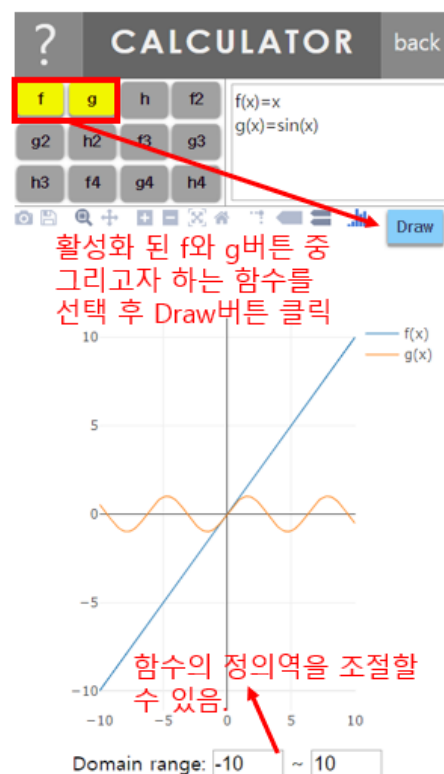 ? CALCULATOR back
f g h f2
g2 h2 f3 g3
h3 f4 g4 h4
f(x)=x
g(x)=sin(x)
Draw
활성화 된 f와 g버튼 중
그리고자 하는 함수를
선택 후 Draw버튼 클릭
f(x)
g(x)
10
5
0
−5
−10
함수의 정의역을 조절할
수 있음.
−10 −5 0 5 10
Domain range: -10 ~ 10